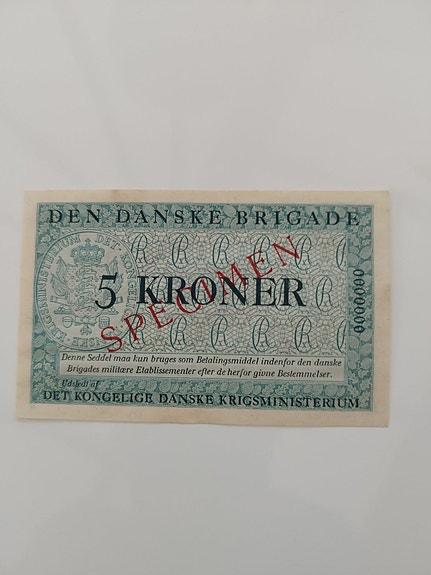 DEN DANSKE BRIGADE
5 KRONER
SPECIMEN
0000000
Denne Seddel maa kun bruges som Betalingsmiddel indenfor den danske
Brigades militære Etablissementer efter de herfor givne Bestemmelser.
Udstedt af
DET KONGELIGE DANSKE KRIGSMINISTERIUM